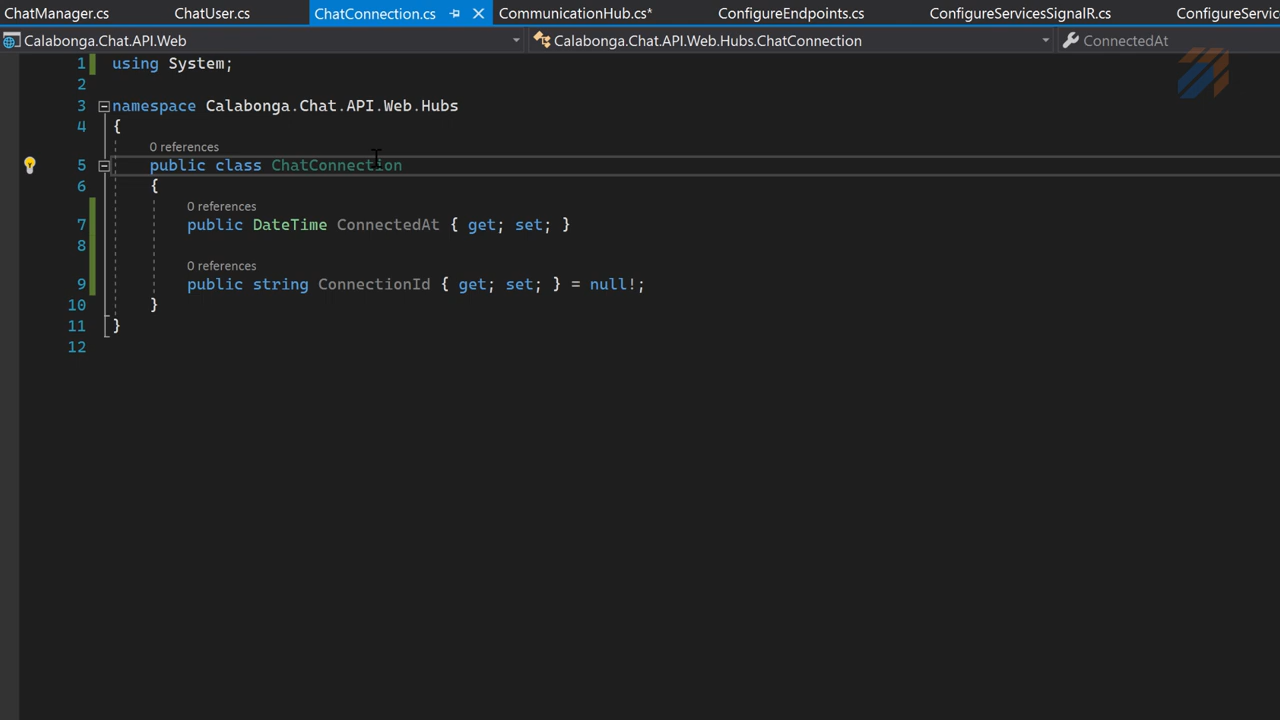 ChatManager.cs ChatUser.cs ChatConnection.cs CommunicationHub.cs* ConfigureEndpoints.cs ConfigureServicesSignalR.cs ConfigureServic
Calabonga.Chat.API.Web Calabonga.Chat.API.Web.Hubs.ChatConnection ConnectedAt
1 using System;
2
3 namespace Calabonga.Chat.API.Web.Hubs
4 {
0 references
5 public class ChatConnection
6 {
0 references
7 public DateTime ConnectedAt { get; set; }
8
0 references
9 public string ConnectionId { get; set; } = null!;
10 }
11 }
12